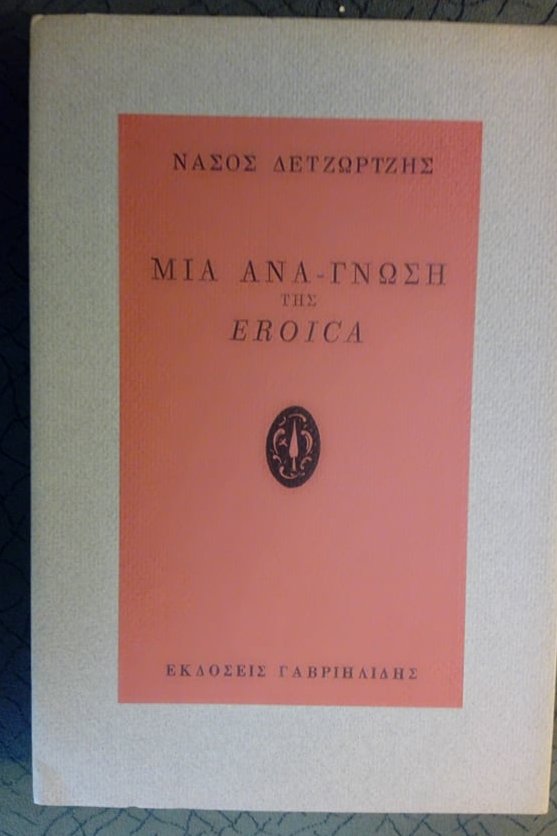 ΝΑΣΟΣ ΔΕΤΖΩΡΤΖΗΣ
ΜΙΑ ΑΝΑ-ΓΝΩΣΗ
ΤΗΣ
EROICA
ΕΚΔΟΣΕΙΣ ΓΑΒΡΙΗΛΙΔΗΣ